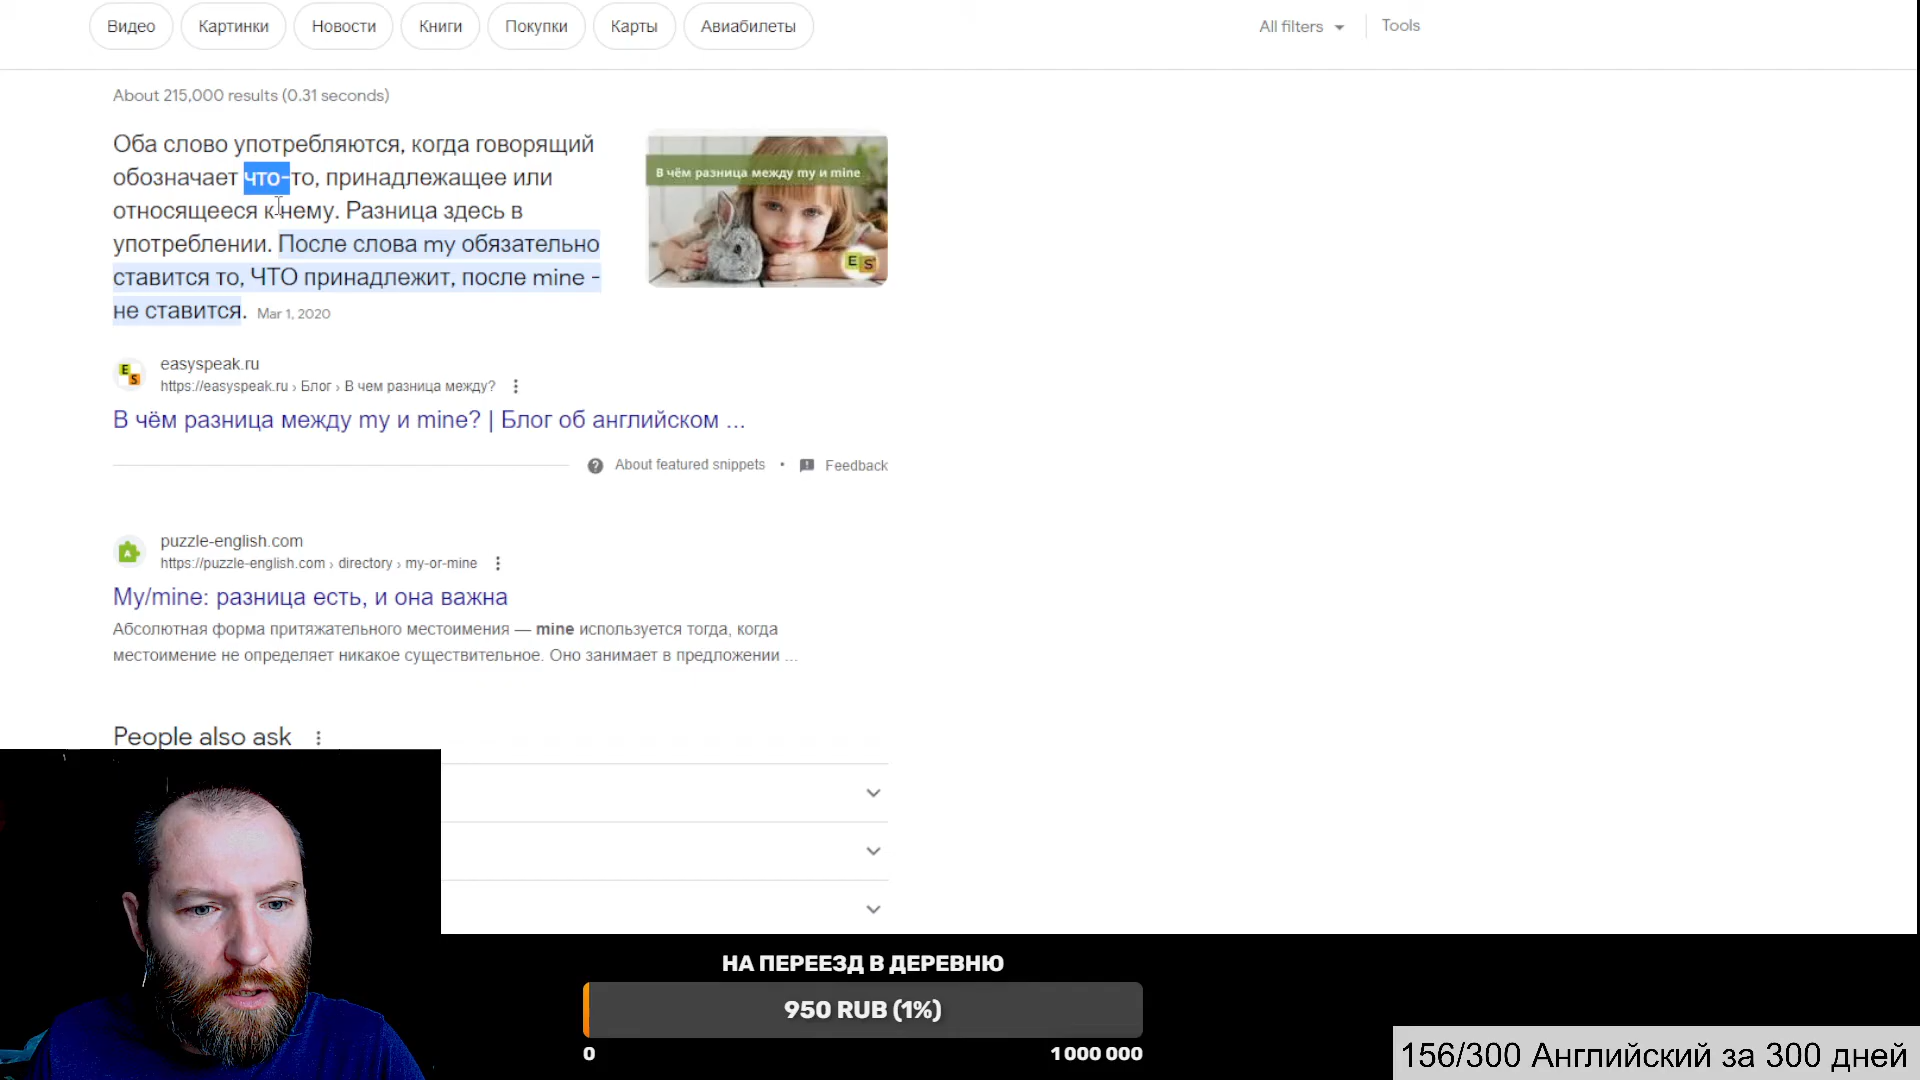 Видео
Картинки
Новости
Книги
Покупки
Карты
Авиабилеты
All filters
Tools
About 215,000 results (0.31 seconds)
Оба слово употребляются, когда говорящий
обозначает что-то, принадлежащее или
относящееся к нему. Разница здесь в
употреблении. После слова my обязательно
ставится то, ЧТО принадлежит, после mine -
не ставится. Mar 1, 2020
В чём разница между my и mine
E S
E S
easyspeak.ru
https://easyspeak.ru › Блог › В чем разница между?
В чём разница между my и mine? | Блог об английском ...
About featured snippets • Feedback
A
puzzle-english.com
https://puzzle-english.com › directory › my-or-mine
My/mine: разница есть, и она важна
Абсолютная форма притяжательного местоимения — mine используется тогда, когда
местоимение не определяет никакое существительное. Оно занимает в предложении ...
People also ask
НА ПЕРЕЕЗД В ДЕРЕВНЮ
950 RUB (1%)
0
1 000 000
156/300 Английский за 300 дней